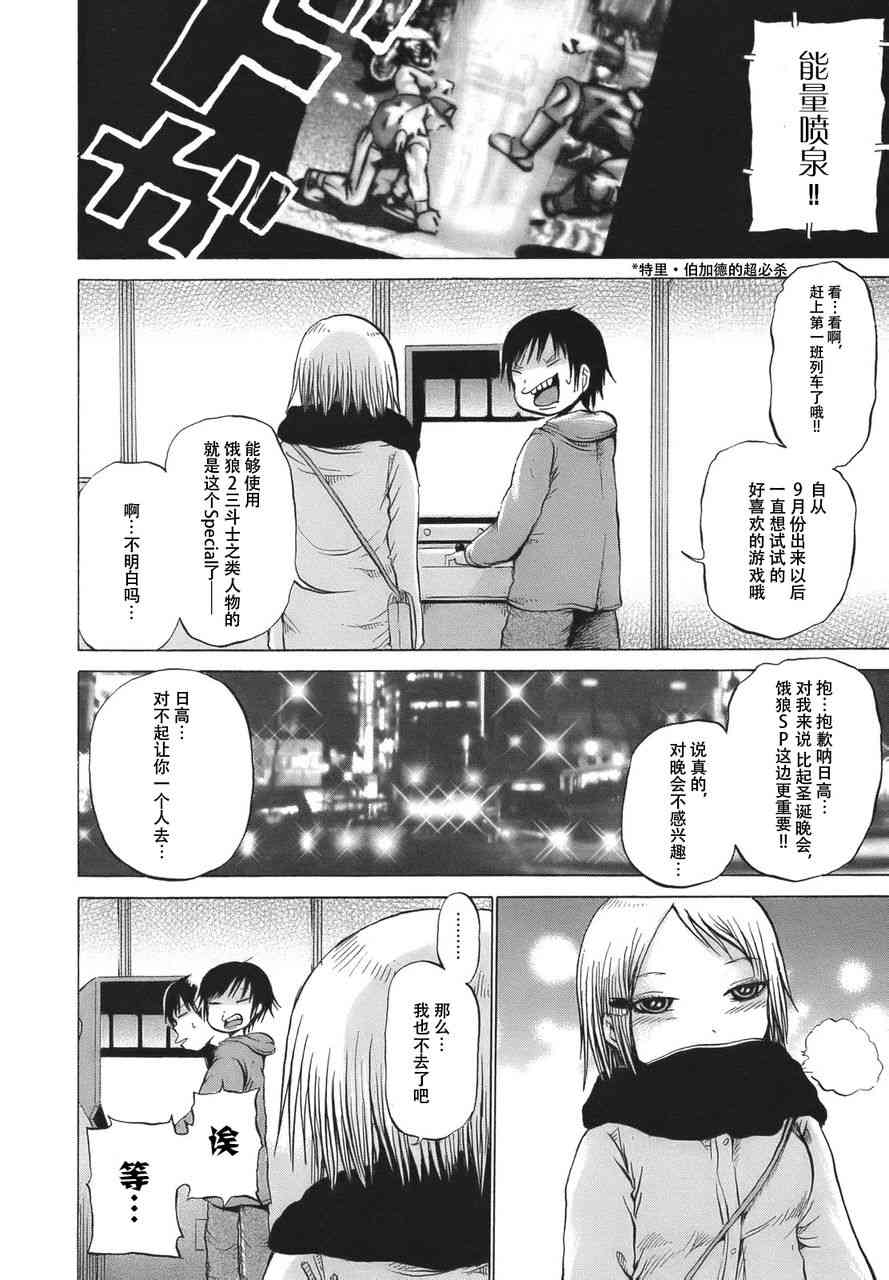 能量喷泉!!
ドド
ガ
*特里·伯加德的超必杀
看…看啊,
赶上第一班列车了哦!!
自从
9月份出来以后
一直想试试的
好喜欢的游戏哦
能够使用
饿狼2三斗士之类人物的
就是这个Special了——
啊…不明白吗…
抱…抱歉呐日高…
对我来说 比起圣诞晚会,
饿狼SP这边更重要!!
说真的,
对晚会不感兴趣…
日高…
对不起让你一个人去…
………
那么…
我也不去了吧
诶
等…